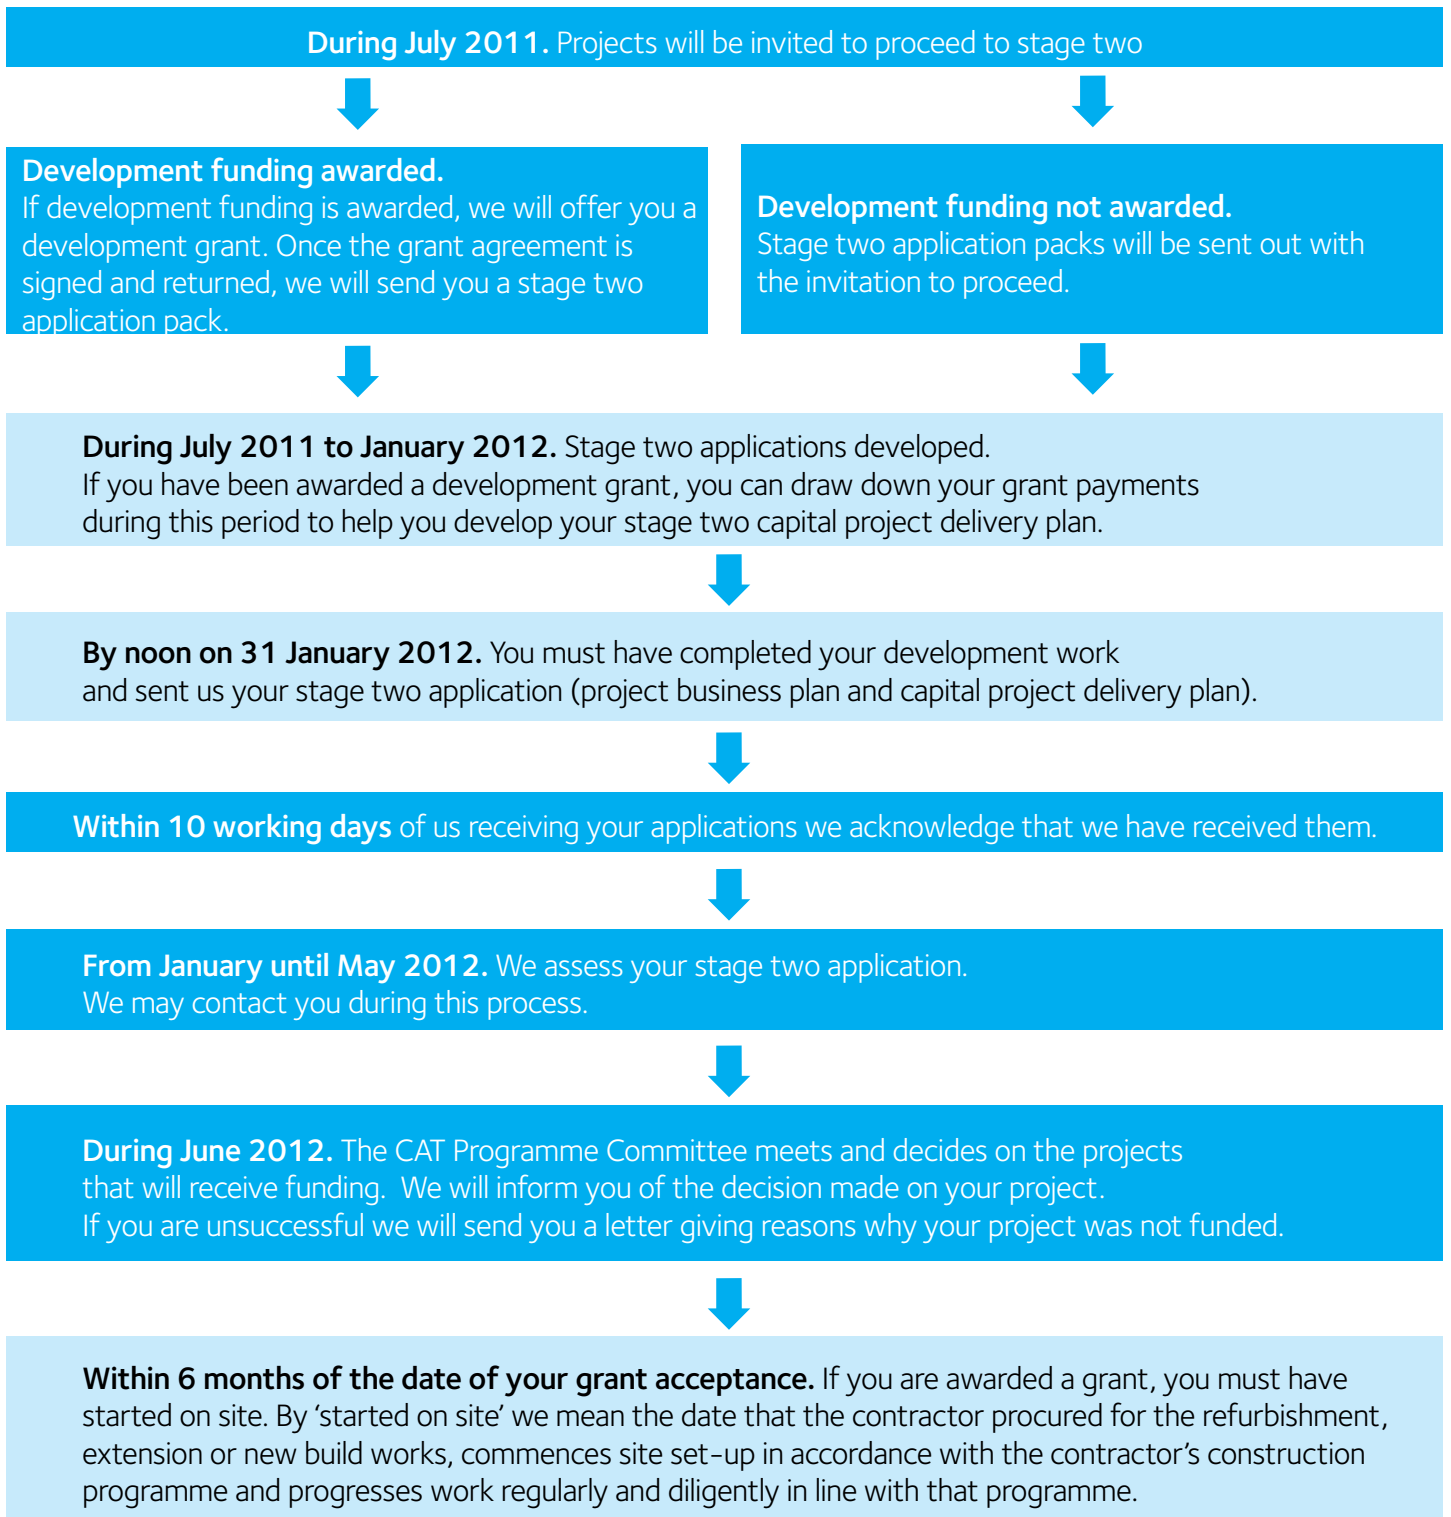 During July 2011. Projects will be invited to proceed to stage two
Development funding awarded.
If development funding is awarded, we will offer you a
development grant. Once the grant agreement is
signed and returned, we will send you a stage two
application pack.
Development funding not awarded.
Stage two application packs will be sent out with
the invitation to proceed.
During July 2011 to January 2012. Stage two applications developed.
If you have been awarded a development grant, you can draw down your grant payments
during this period to help you develop your stage two capital project delivery plan.
By noon on 31 January 2012. You must have completed your development work
and sent us your stage two application (project business plan and capital project delivery plan).
Within 10 working days of us receiving your applications we acknowledge that we have received them.
From January until May 2012. We assess your stage two application.
We may contact you during this process.
During June 2012. The CAT Programme Committee meets and decides on the projects
that will receive funding.  We will inform you of the decision made on your project.
If you are unsuccessful we will send you a letter giving reasons why your project was not funded.
Within 6 months of the date of your grant acceptance. If you are awarded a grant, you must have
started on site. By ‘started on site’ we mean the date that the contractor procured for the refurbishment,
extension or new build works, commences site set-up in accordance with the contractor’s construction
programme and progresses work regularly and diligently in line with that programme.